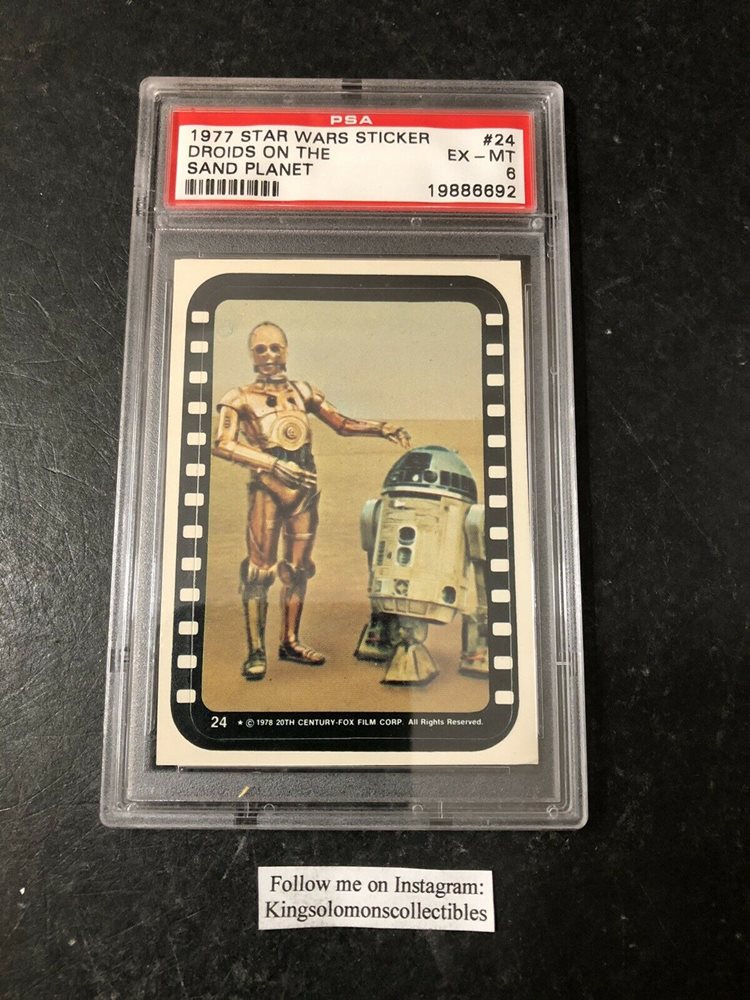 PSA
1977 STAR WARS STICKER #24
DROIDS ON THE EX - MT
SAND PLANET 6
19886692
24 ★ © 1978 20TH CENTURY-FOX FILM CORP. All Rights Reserved.
Follow me on Instagram:
Kingsolomonscollectibles